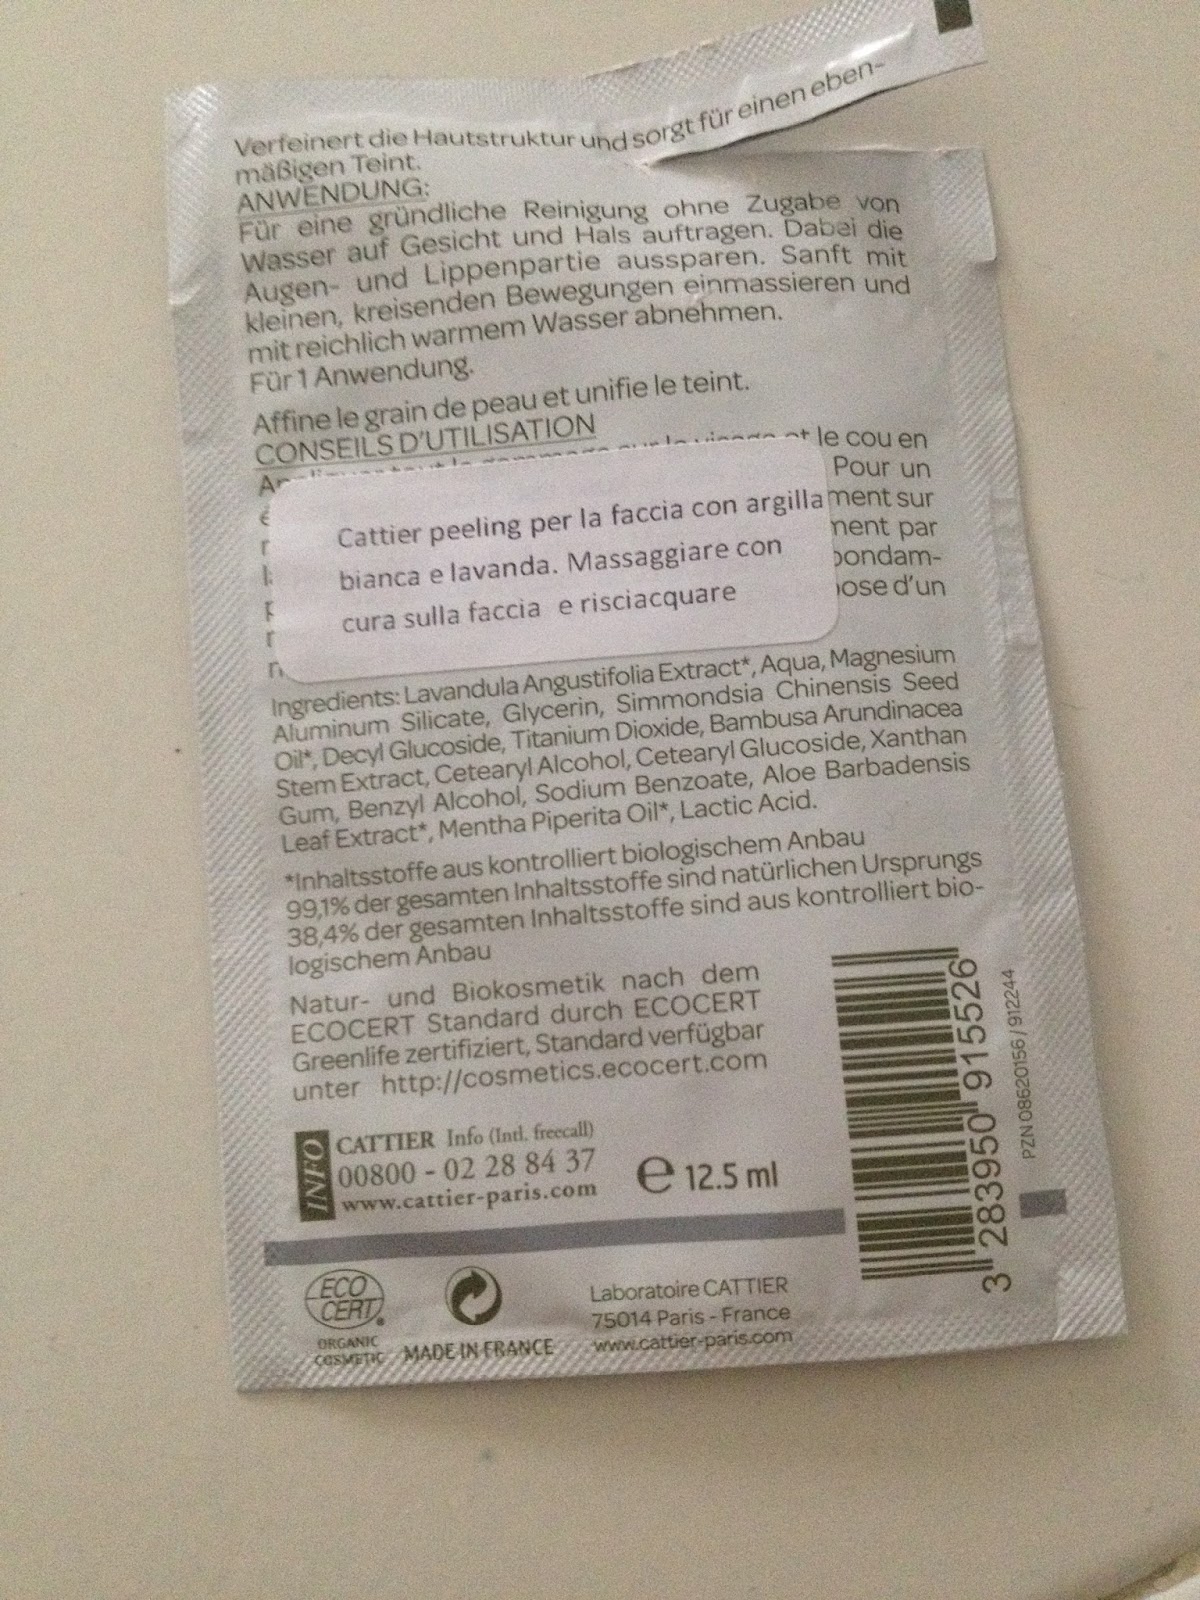 Verfeinert die Hautstruktur und sorgt für einen eben-
mäßigen Teint.
ANWENDUNG:
Für eine gründliche Reinigung ohne Zugabe von
Wasser auf Gesicht und Hals auftragen. Dabei die
Augen- und Lippenpartie aussparen. Sanft mit
kleinen, kreisenden Bewegungen einmassieren und
mit reichlich warmem Wasser abnehmen.
Für 1 Anwendung.
Affine le grain de peau et unifie le teint.
CONSEILS D'UTILISATION
le cou en
Pour un
ment sur
ment par
bondam-
ose d'un
Cattier peeling per la faccia con argilla
bianca e lavanda. Massaggiare con
cura sulla faccia e risciacquare
Ingredients: Lavandula Angustifolia Extract*, Aqua, Magnesium
Aluminum Silicate, Glycerin, Simmondsia Chinensis Seed
Oil*, Decyl Glucoside, Titanium Dioxide, Bambusa Arundinacea
Stem Extract, Cetearyl Alcohol, Cetearyl Glucoside, Xanthan
Gum, Benzyl Alcohol, Sodium Benzoate, Aloe Barbadensis
Leaf Extract*, Mentha Piperita Oil*, Lactic Acid.
*Inhaltsstoffe aus kontrolliert biologischem Anbau
99,1% der gesamten Inhaltsstoffe sind natürlichen Ursprungs
38,4% der gesamten Inhaltsstoffe sind aus kontrolliert bio-
logischem Anbau
Natur- und Biokosmetik nach dem
ECOCERT Standard durch ECOCERT
Greenlife zertifiziert, Standard verfügbar
unter http://cosmetics.ecocert.com
INFO
CATTIER Info (Intl. freecall)
00800 - 02 28 84 37
www.cattier-paris.com
e 12.5 ml
3 283950 915526
PZN 08620156 / 912244
ECO
CERT
ORGANIC
COSMETIC
MADE IN FRANCE
Laboratoire CATTIER
75014 Paris - France
www.cattier-paris.com